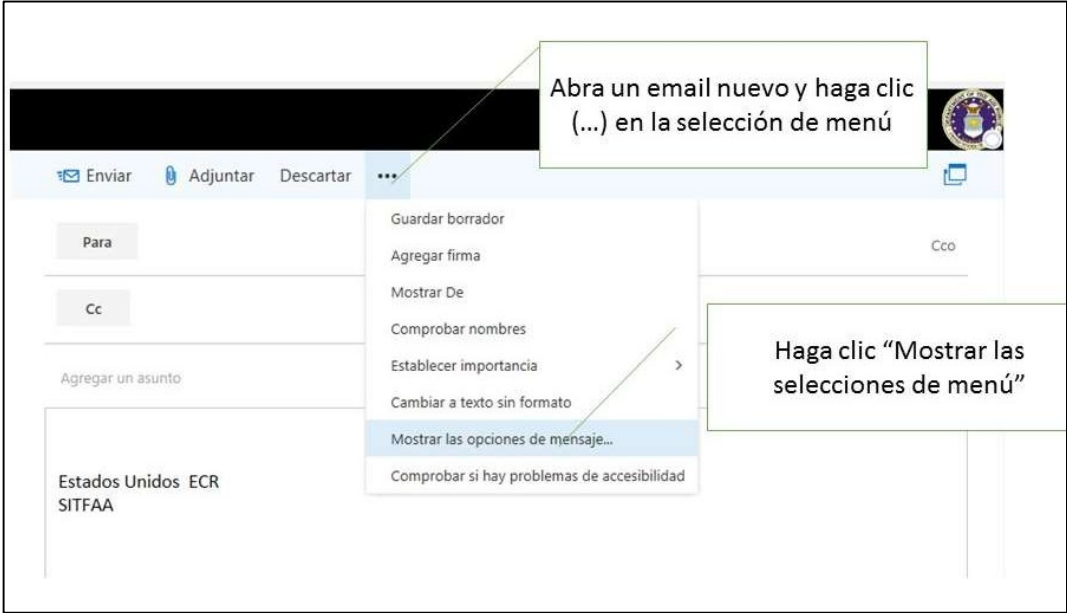 Abra un email nuevo y haga clic
(...) en la selección de menú
Enviar Adjuntar Descartar •••
Para
Cco
Cc
Agregar un asunto
Guardar borrador
Agregar firma
Mostrar De
Comprobar nombres
Establecer importancia >
Cambiar a texto sin formato
Mostrar las opciones de mensaje...
Comprobar si hay problemas de accesibilidad
Haga clic “Mostrar las
selecciones de menú”
Estados Unidos ECR
SITFAA